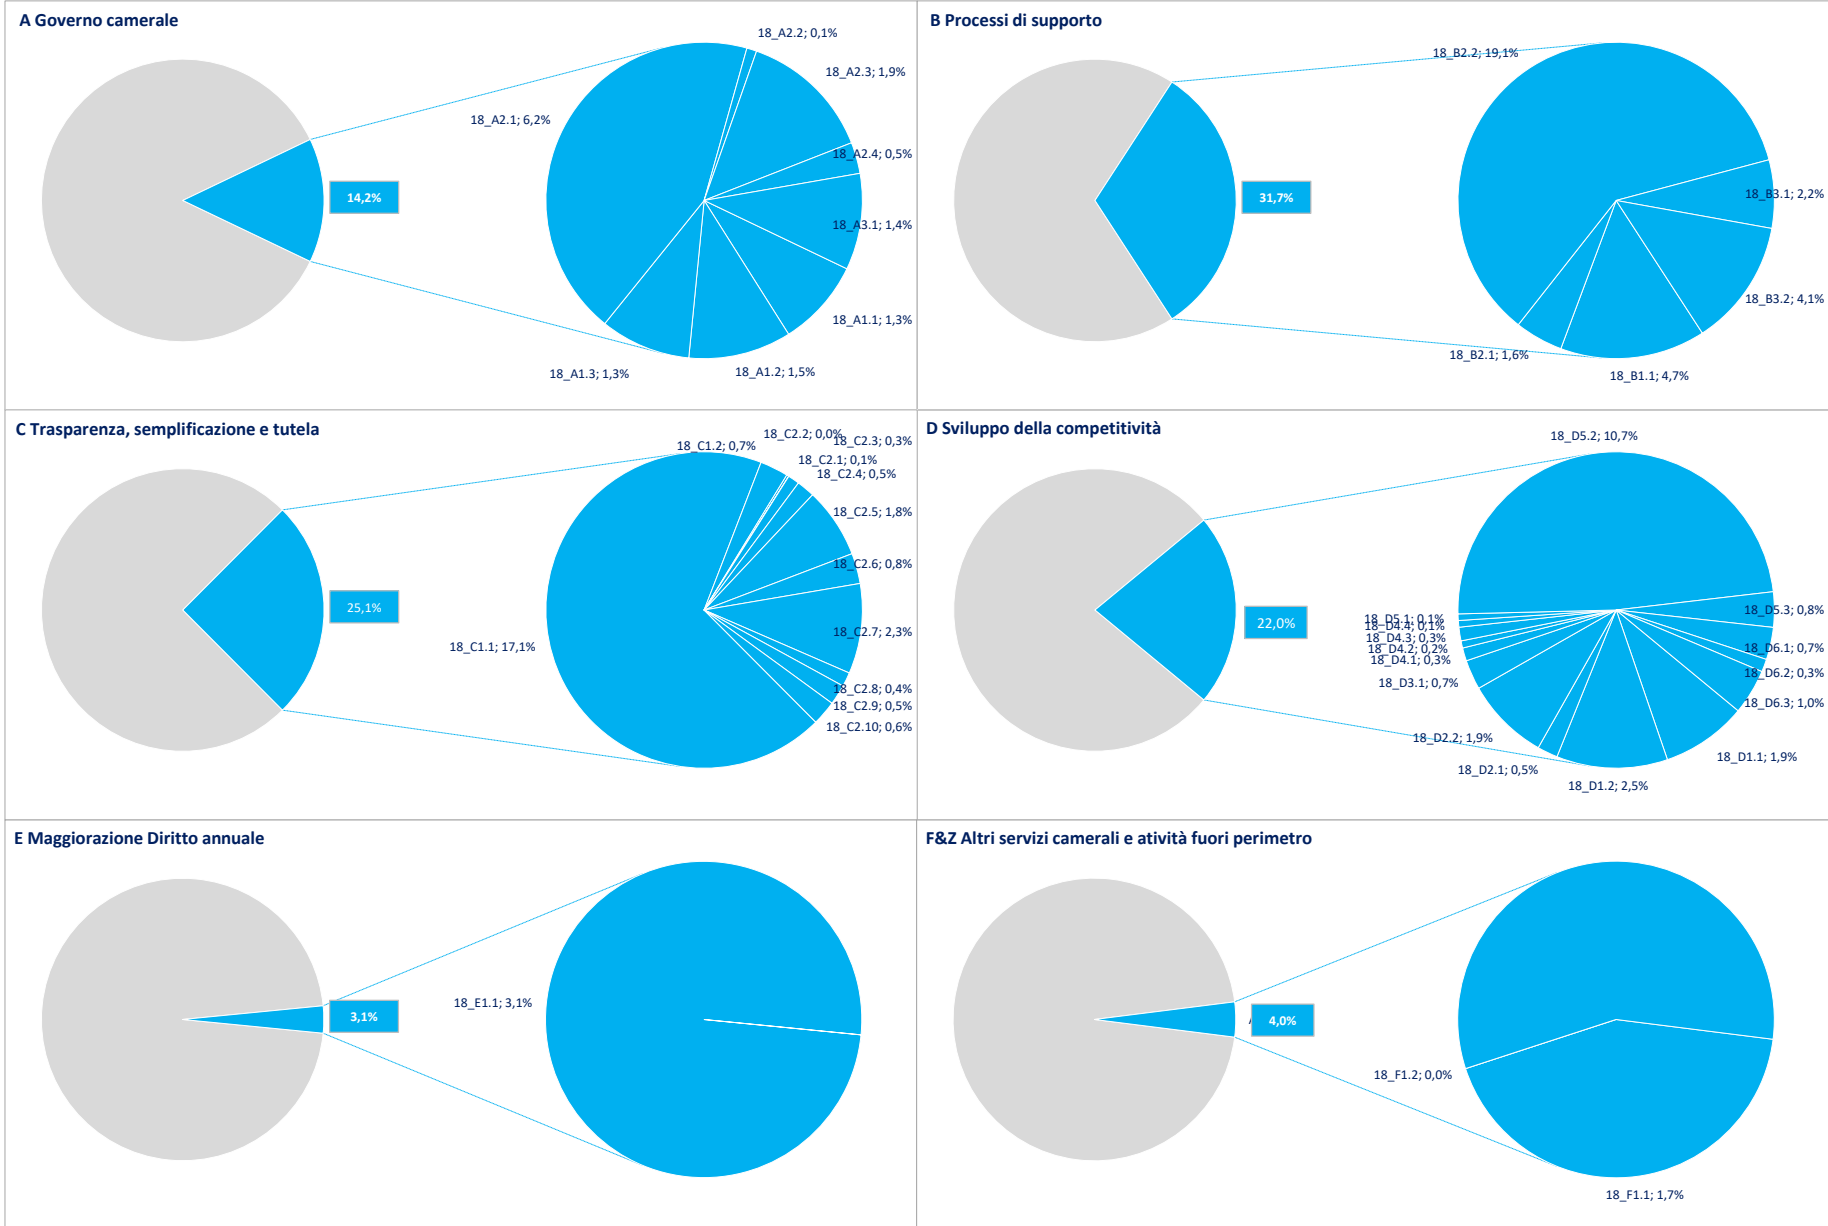 A Governo camerale
18_A2.2; 0,1%
18_A2.3; 1,9%
18_A2.1; 6,2%
18_A2.4; 0,5%
14,2%
18_A3.1; 1,4%
18_A1.1; 1,3%
18_A1.3; 1,3%
18_A1.2; 1,5%
B Processi di supporto
18_B2.2; 19,1%
31,7%
18_B3.1; 2,2%
18_B3.2; 4,1%
18_B2.1; 1,6%
18_B1.1; 4,7%
C Trasparenza, semplificazione e tutela
18_C2.2; 0,0%
18_C2.3; 0,3%
18_C1.2; 0,7%
18_C2.1; 0,1%
18_C2.4; 0,5%
18_C2.5; 1,8%
18_C2.6; 0,8%
25,1%
18_C2.7; 2,3%
18_C1.1; 17,1%
18_C2.8; 0,4%
18_C2.9; 0,5%
18_C2.10; 0,6%
D Sviluppo della competitività
18_D5.2; 10,7%
18_D5.3; 0,8%
18_D5.1; 0,1%
22,0%
18_D4.4; 0,1%
18_D4.3; 0,3%
18_D6.1; 0,7%
18_D4.2; 0,2%
18_D4.1; 0,3%
18_D6.2; 0,3%
18_D3.1; 0,7%
18_D6.3; 1,0%
18_D2.2; 1,9%
18_D1.1; 1,9%
18_D2.1; 0,5%
18_D1.2; 2,5%
E Maggiorazione Diritto annuale
18_E1.1; 3,1%
3,1%
F&Z Altri servizi camerali e atività fuori perimetro
4,0%
18_F1.2; 0,0%
18_F1.1; 1,7%